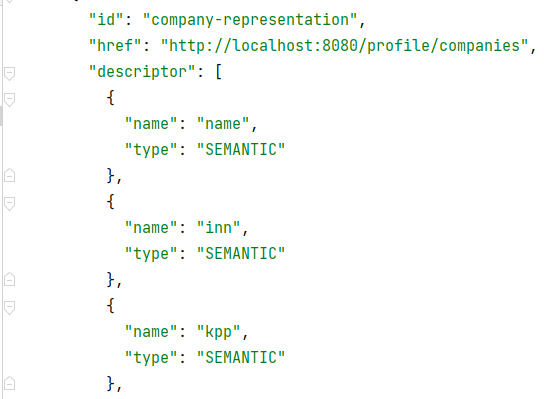 "id": "company-representation",
"href": "http://localhost:8080/profile/companies",
"descriptor": [
{
"name": "name",
"type": "SEMANTIC"
},
{
"name": "inn",
"type": "SEMANTIC"
},
{
"name": "kpp",
"type": "SEMANTIC"
},